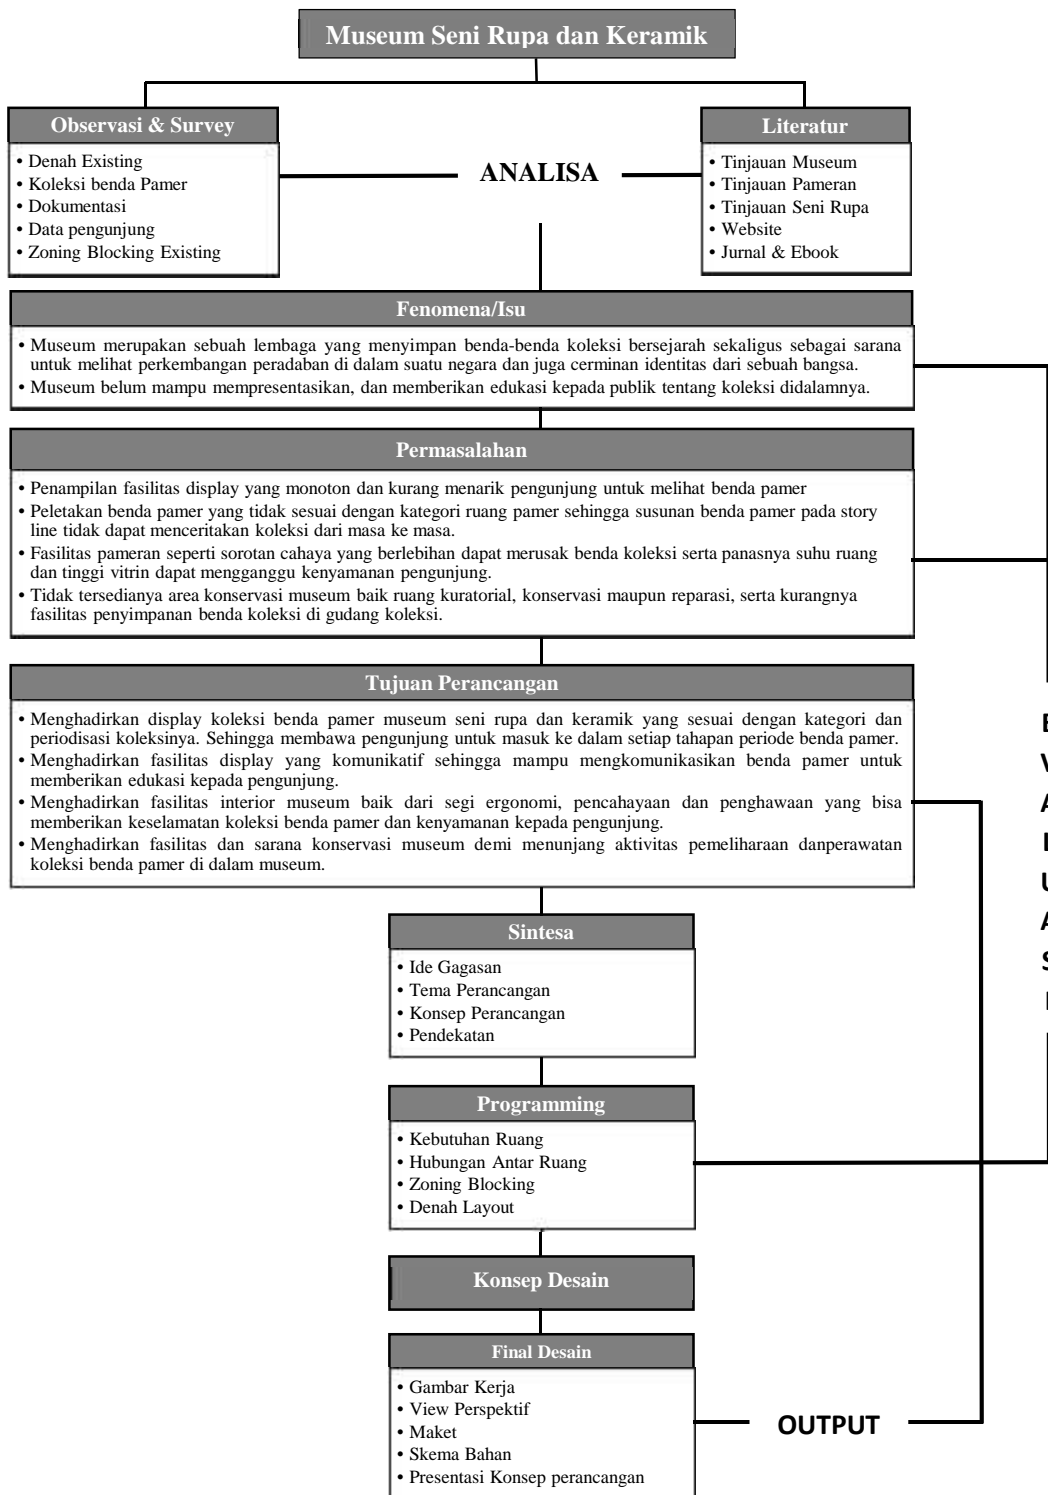 Museum Seni Rupa dan Keramik
Observasi & Survey
• Denah Existing
• Koleksi benda Pamer
• Dokumentasi
• Data pengunjung
• Zoning Blocking Existing
ANALISA
Literatur
• Tinjauan Museum
• Tinjauan Pameran
• Tinjauan Seni Rupa
• Website
• Jurnal & Ebook
Fenomena/Isu
• Museum merupakan sebuah lembaga yang menyimpan benda-benda koleksi bersejarah sekaligus sebagai sarana
untuk melihat perkembangan peradaban di dalam suatu negara dan juga cerminan identitas dari sebuah bangsa.
• Museum belum mampu mempresentasikan, dan memberikan edukasi kepada publik tentang koleksi didalamnya.
Permasalahan
• Penampilan fasilitas display yang monoton dan kurang menarik pengunjung untuk melihat benda pamer
• Peletakan benda pamer yang tidak sesuai dengan kategori ruang pamer sehingga susunan benda pamer pada story
line tidak dapat menceritakan koleksi dari masa ke masa.
• Fasilitas pameran seperti sorotan cahaya yang berlebihan dapat merusak benda koleksi serta panasnya suhu ruang
dan tinggi vitrin dapat mengganggu kenyamanan pengunjung.
• Tidak tersedianya area konservasi museum baik ruang kuratorial, konservasi maupun reparasi, serta kurangnya
fasilitas penyimpanan benda koleksi di gudang koleksi.
Tujuan Perancangan
• Menghadirkan display koleksi benda pamer museum seni rupa dan keramik yang sesuai dengan kategori dan
periodisasi koleksinya. Sehingga membawa pengunjung untuk masuk ke dalam setiap tahapan periode benda pamer.
• Menghadirkan fasilitas display yang komunikatif sehingga mampu mengkomunikasikan benda pamer untuk
memberikan edukasi kepada pengunjung.
• Menghadirkan fasilitas interior museum baik dari segi ergonomi, pencahayaan dan penghawaan yang bisa
memberikan keselamatan koleksi benda pamer dan kenyamanan kepada pengunjung.
• Menghadirkan fasilitas dan sarana konservasi museum demi menunjang aktivitas pemeliharaan danperawatan
koleksi benda pamer di dalam museum.
E
V
A
L
U
A
S
I
Sintesa
• Ide Gagasan
• Tema Perancangan
• Konsep Perancangan
• Pendekatan
Programming
• Kebutuhan Ruang
• Hubungan Antar Ruang
• Zoning Blocking
• Denah Layout
Konsep Desain
Final Desain
• Gambar Kerja
• View Perspektif
• Maket
• Skema Bahan
• Presentasi Konsep perancangan
OUTPUT